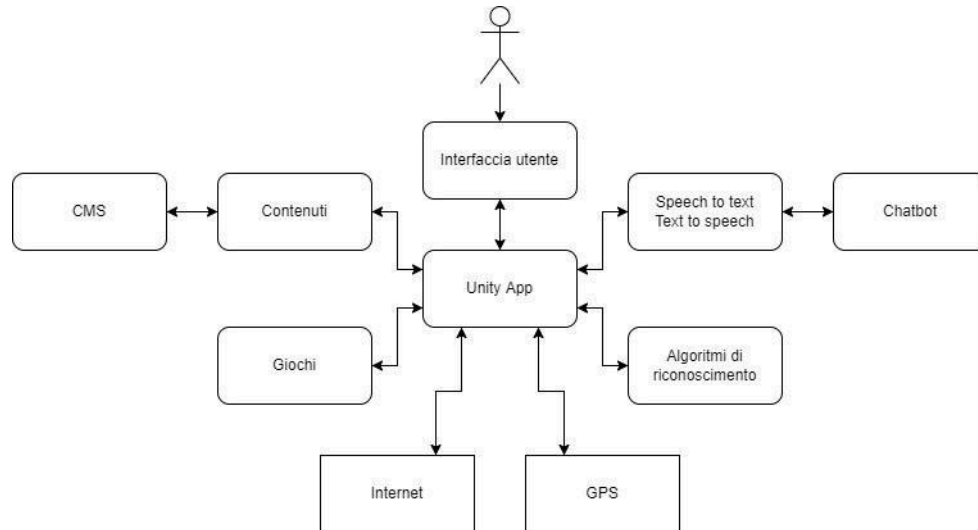 Interfaccia utente
CMS
Contenuti
Speech to text
Text to speech
Chatbot
Unity App
Giochi
Algoritmi di
riconoscimento
Internet
GPS